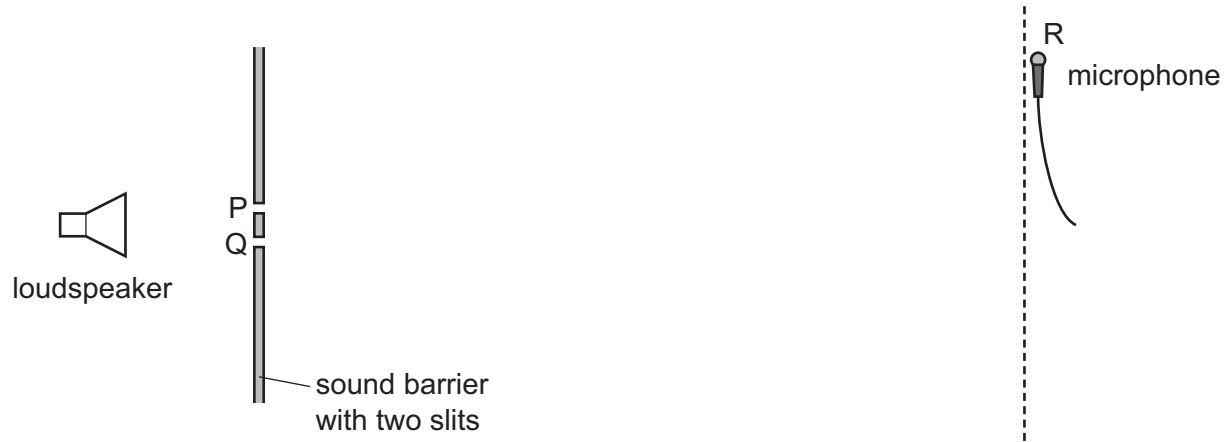 R
microphone
P
Q
loudspeaker
sound barrier
with two slits